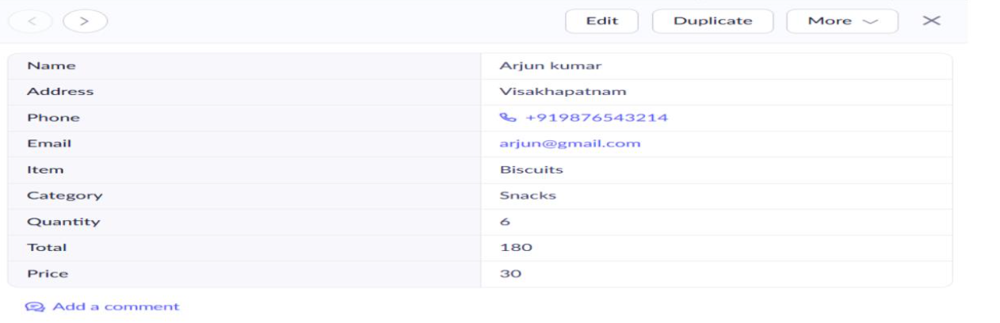 < > Edit Duplicate More
Name Arjun kumar
Address Visakhapatnam
Phone +919876543214
Email arjun@gmail.com
Item Biscuits
Category Snacks
Quantity 6
Total 180
Price 30
Add a comment